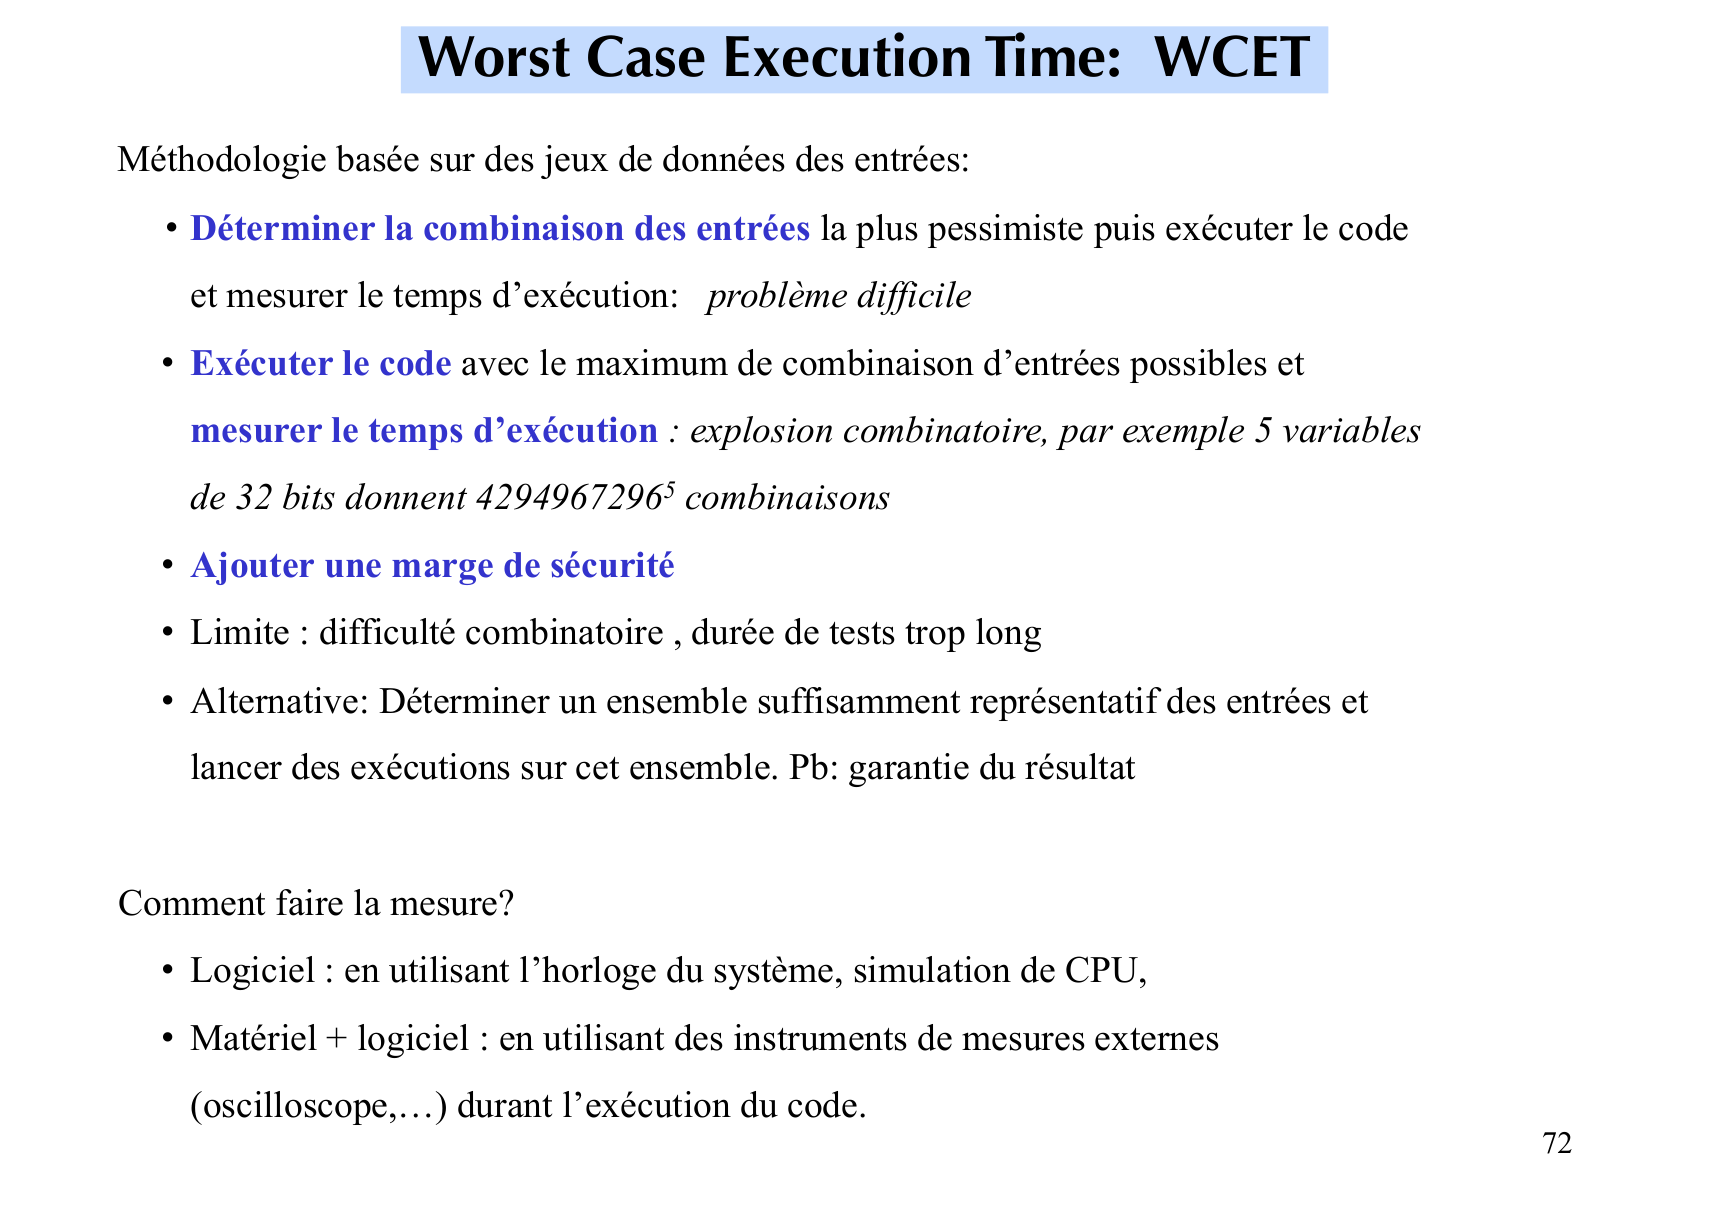 Worst Case Execution Time: WCET
Méthodologie basée sur des jeux de données des entrées:
• Déterminer la combinaison des entrées la plus pessimiste puis exécuter le code
et mesurer le temps d’exécution: problème difficile
• Exécuter le code avec le maximum de combinaison d’entrées possibles et
mesurer le temps d’exécution : explosion combinatoire, par exemple 5 variables
de 32 bits donnent 4294967296⁵ combinaisons
• Ajouter une marge de sécurité
• Limite : difficulté combinatoire , durée de tests trop long
• Alternative: Déterminer un ensemble suffisamment représentatif des entrées et
lancer des exécutions sur cet ensemble. Pb: garantie du résultat
Comment faire la mesure?
• Logiciel : en utilisant l’horloge du système, simulation de CPU,
• Matériel + logiciel : en utilisant des instruments de mesures externes
(oscilloscope,…) durant l’exécution du code.
72